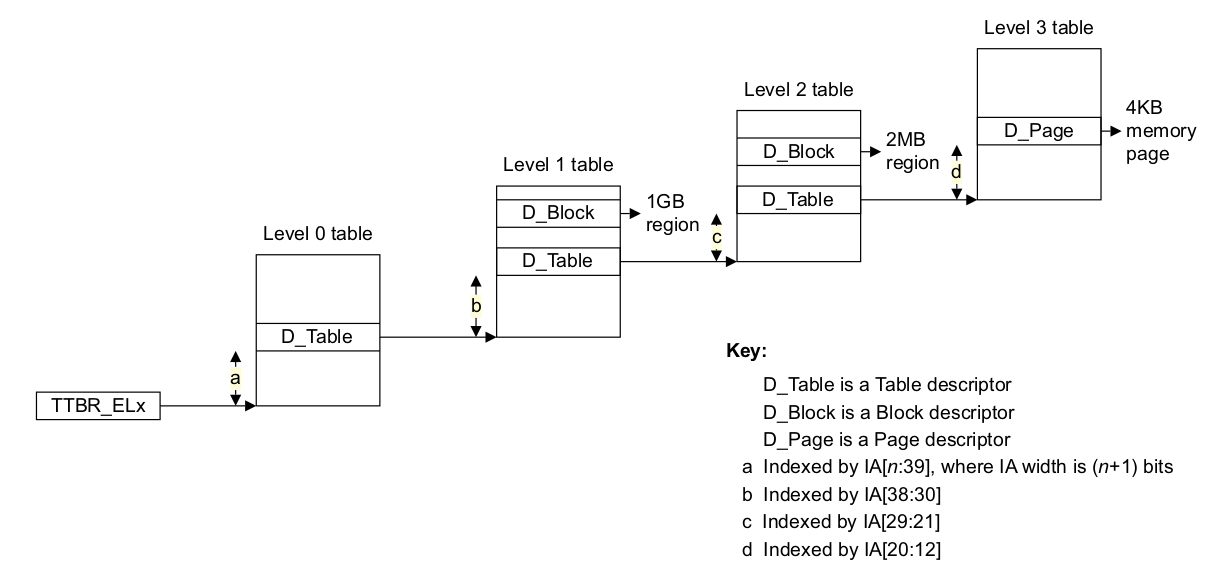 Level 3 table
D_Page
4KB
memory
page
Level 2 table
D_Block
2MB
region
d
D_Table
Level 1 table
D_Block
1GB
region
c
D_Table
Level 0 table
b
D_Table
a
TTBR_ELx
Key:
D_Table is a Table descriptor
D_Block is a Block descriptor
D_Page is a Page descriptor
a Indexed by IA[n:39], where IA width is (n+1) bits
b Indexed by IA[38:30]
c Indexed by IA[29:21]
d Indexed by IA[20:12]